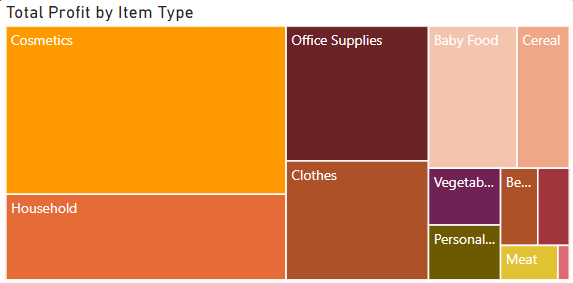 Total Profit by Item Type
Cosmetics
Office Supplies
Baby Food
Cereal
Clothes
Vegetab...
Be...
Household
Personal...
Meat